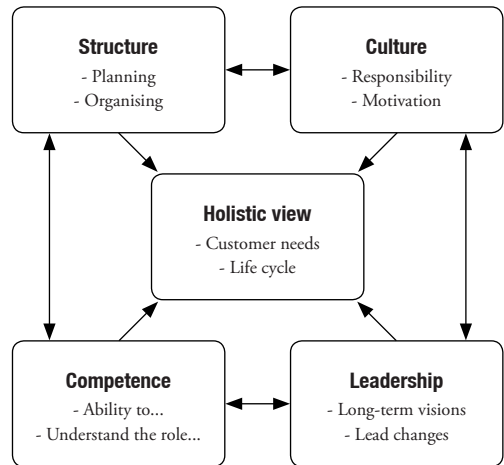 Structure
- Planning
- Organising
Culture
- Responsibility
- Motivation
Holistic view
- Customer needs
- Life cycle
Competence
- Ability to...
- Understand the role...
Leadership
- Long-term visions
- Lead changes